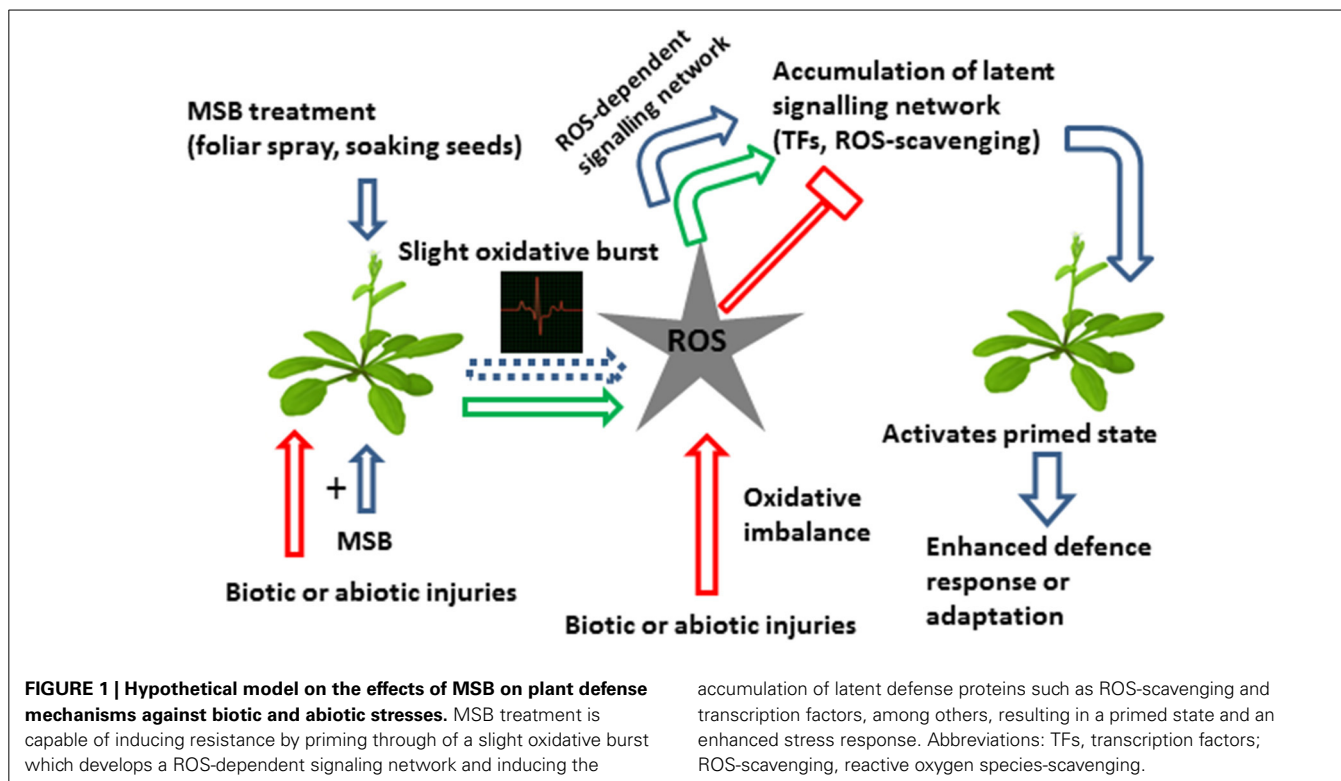 MSB treatment
(foliar spray, soaking seeds)
Slight oxidative burst
ROS-dependent
signalling network
Accumulation of latent
signalling network
(TFs, ROS-scavenging)
ROS
+
MSB
Biotic or abiotic injuries
Oxidative
imbalance
Biotic or abiotic injuries
Activates primed state
Enhanced defence
response or
adaptation
FIGURE 1 | Hypothetical model on the effects of MSB on plant defense
mechanisms against biotic and abiotic stresses. MSB treatment is
capable of inducing resistance by priming through of a slight oxidative burst
which develops a ROS-dependent signaling network and inducing the
accumulation of latent defense proteins such as ROS-scavenging and
transcription factors, among others, resulting in a primed state and an
enhanced stress response. Abbreviations: TFs, transcription factors;
ROS-scavenging, reactive oxygen species-scavenging.